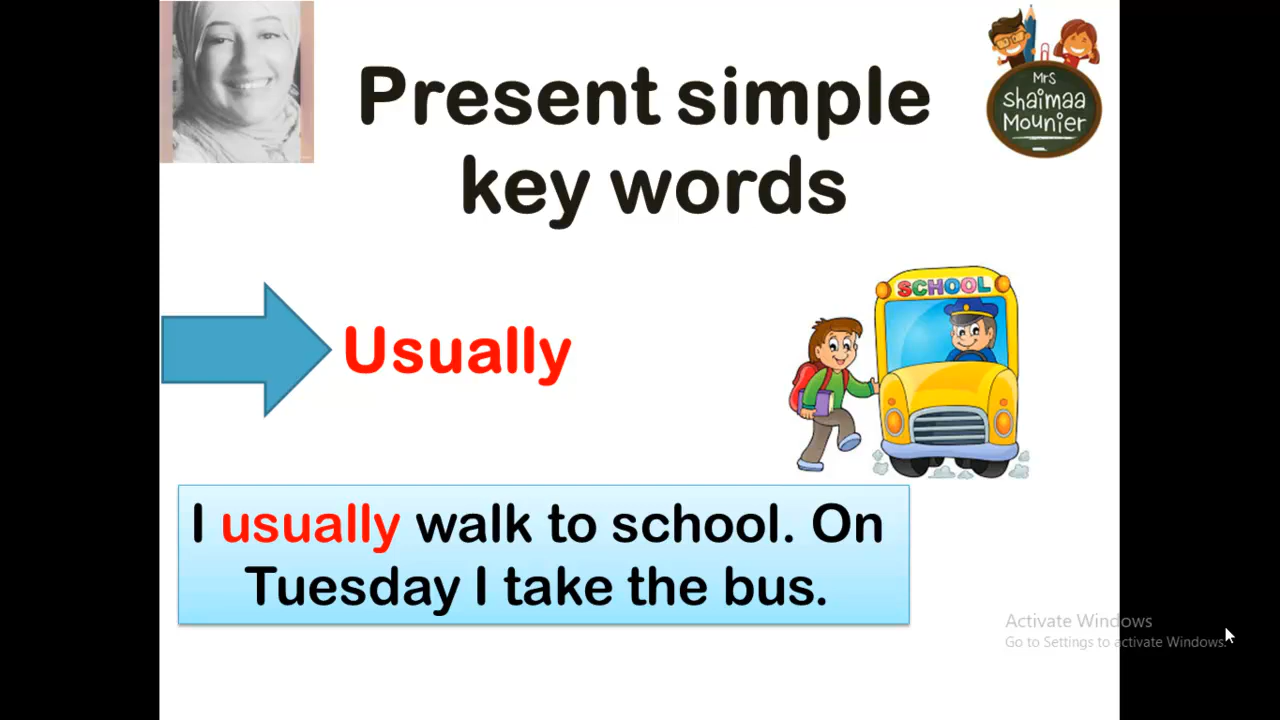 Present simple
key words
Mrs
Shaimaa
Mounier
SCHOOL
Usually
I usually walk to school. On
Tuesday I take the bus.
Activate Windows
Go to Settings to activate Windows.